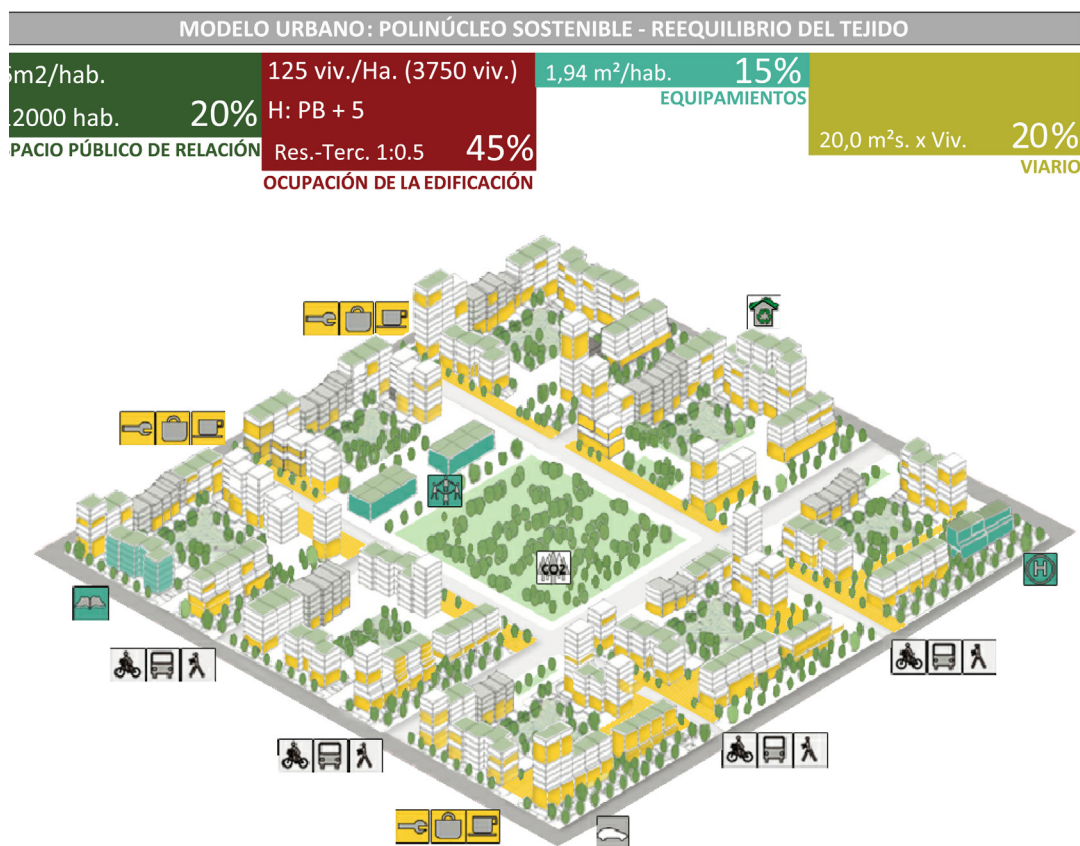 MODELO URBANO: POLINÚCLEO SOSTENIBLE - REEQUILIBRIO DEL TEJIDO
5m2/hab.
.2000 hab. 20%
PACIO PÚBLICO DE RELACIÓN
125 viv./Ha. (3750 viv.)
H: PB + 5
Res.-Terc. 1:0.5 45%
OCUPACIÓN DE LA EDIFICACIÓN
1,94 m²/hab. 15%
EQUIPAMIENTOS
20,0 m²s. x Viv. 20%
VIARIO
CO2
H